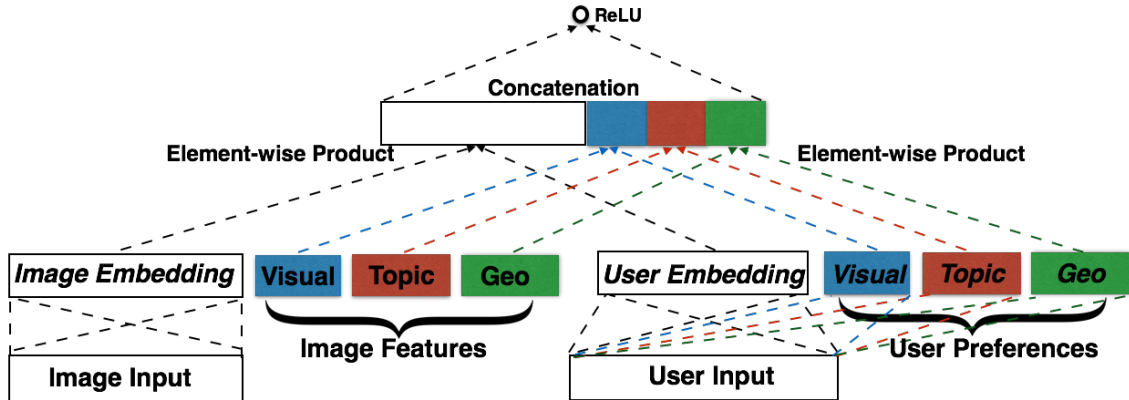 ReLU
Concatenation
Element-wise Product
Element-wise Product
Image Embedding
Visual
Topic
Geo
User Embedding
Visual
Topic
Geo
Image Features
User Preferences
Image Input
User Input